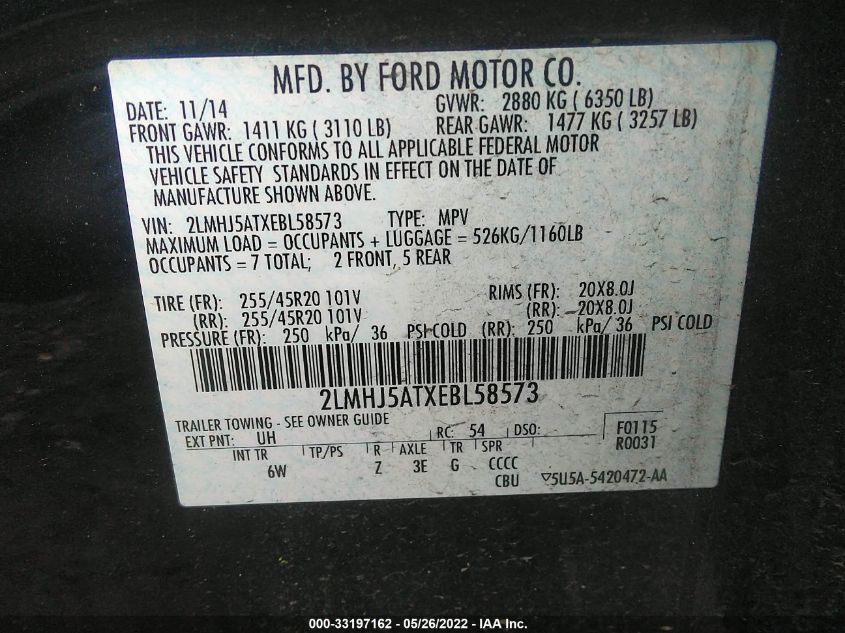 MFD. BY FORD MOTOR CO.
DATE: 11/14 GVWR: 2880 KG ( 6350 LB)
FRONT GAWR: 1411 KG ( 3110 LB) REAR GAWR: 1477 KG ( 3257 LB)
THIS VEHICLE CONFORMS TO ALL APPLICABLE FEDERAL MOTOR
VEHICLE SAFETY STANDARDS IN EFFECT ON THE DATE OF
MANUFACTURE SHOWN ABOVE.
VIN: 2LMHJ5ATXEBL58573 TYPE: MPV
MAXIMUM LOAD = OCCUPANTS + LUGGAGE = 526KG/1160LB
OCCUPANTS = 7 TOTAL; 2 FRONT, 5 REAR
TIRE (FR): 255/45R20 101V RIMS (FR): 20X8.0J
(RR): 255/45R20 101V (RR): 20X8.0J
PRESSURE (FR): 250 kPa/ 36 PSI COLD (RR): 250 kPa/ 36 PSI COLD
2LMHJ5ATXEBL58573
TRAILER TOWING - SEE OWNER GUIDE
EXT PNT: UH RC: 54 DSO: F0115
R0031
INT TR TP/PS R AXLE TR SPR
6W Z 3E G CCCC
CBU ▽5U5A-5420472-AA
000-33197162 - 05/26/2022 - IAA Inc.